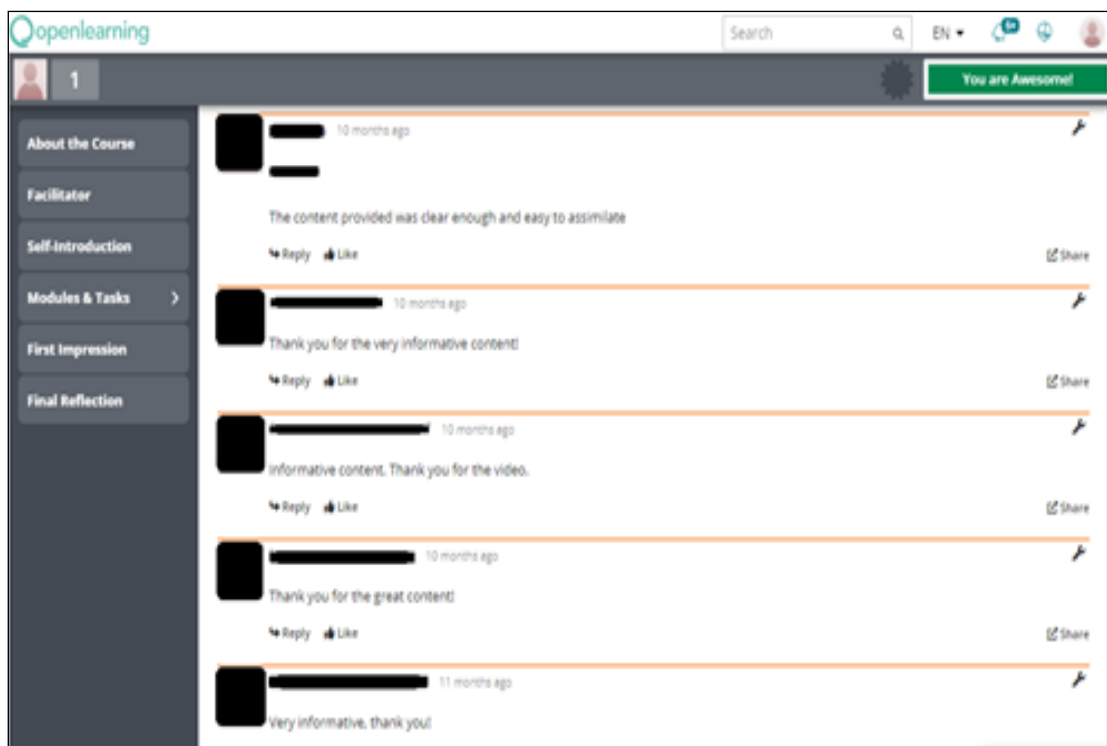 openlearning
Search
EN
1
You are Awesome!
About the Course
Facilitator
Self-Introduction
Modules & Tasks
First Impression
Final Reflection
10 months ago
The content provided was clear enough and easy to assimilate
Reply Like Share
10 months ago
Thank you for the very informative content!
Reply Like Share
10 months ago
Informative content. Thank you for the video.
Reply Like Share
10 months ago
Thank you for the great content!
Reply Like Share
11 months ago
Very informative, thank you!